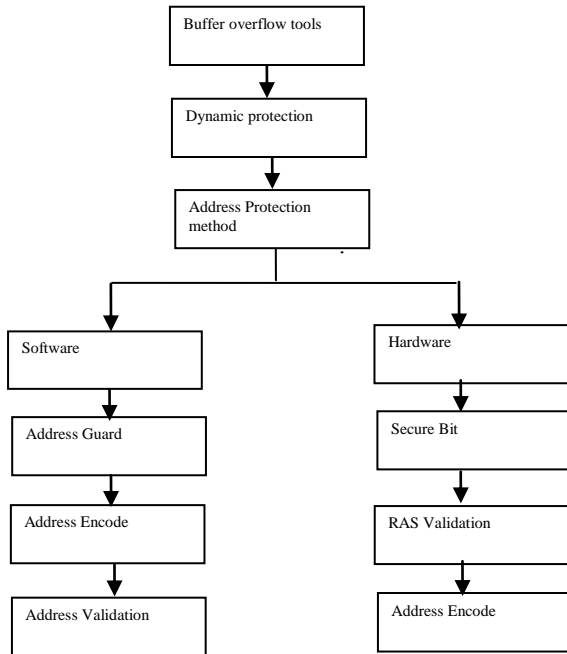 Buffer overflow tools
Dynamic protection
Address Protection
method
Software
Hardware
Address Guard
Secure Bit
Address Encode
RAS Validation
Address Validation
Address Encode